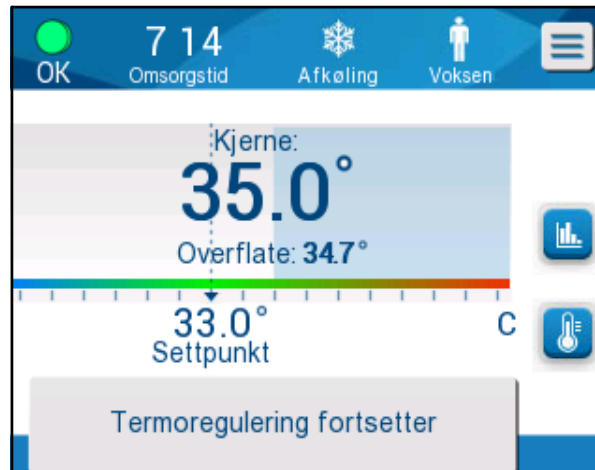 OK
7 14
Omsorgstid
Afkøling
Voksen
Kjerne:
35.0°
Overflate: 34.7°
33.0°
C
Settpunkt
Termoregulering fortsetter